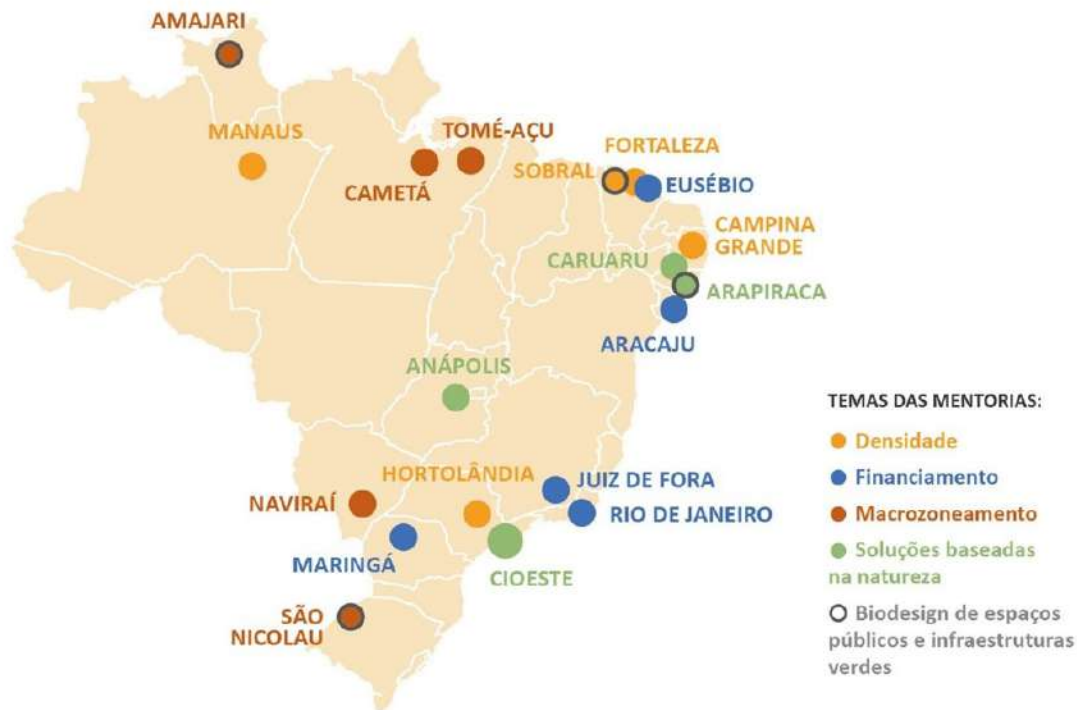 AMAJARI
MANAUS
TOMÉ-AÇU
CAMETÁ
FORTALEZA
SOBRAL
EUSÉBIO
CAMPINA
GRANDE
CARUARU
ARAPIRACA
ARACAJU
ANÁPOLIS
HORTOLÂNDIA
JUIZ DE FORA
NAVIRAÍ
RIO DE JANEIRO
MARINGÁ
CIOESTE
SÃO
NICOLAU
TEMAS DAS MENTORIAS:
Densidade
Financiamento
Macrozoneamento
Soluções baseadas
na natureza
Biodesign de espaços
públicos e infraestruturas
verdes